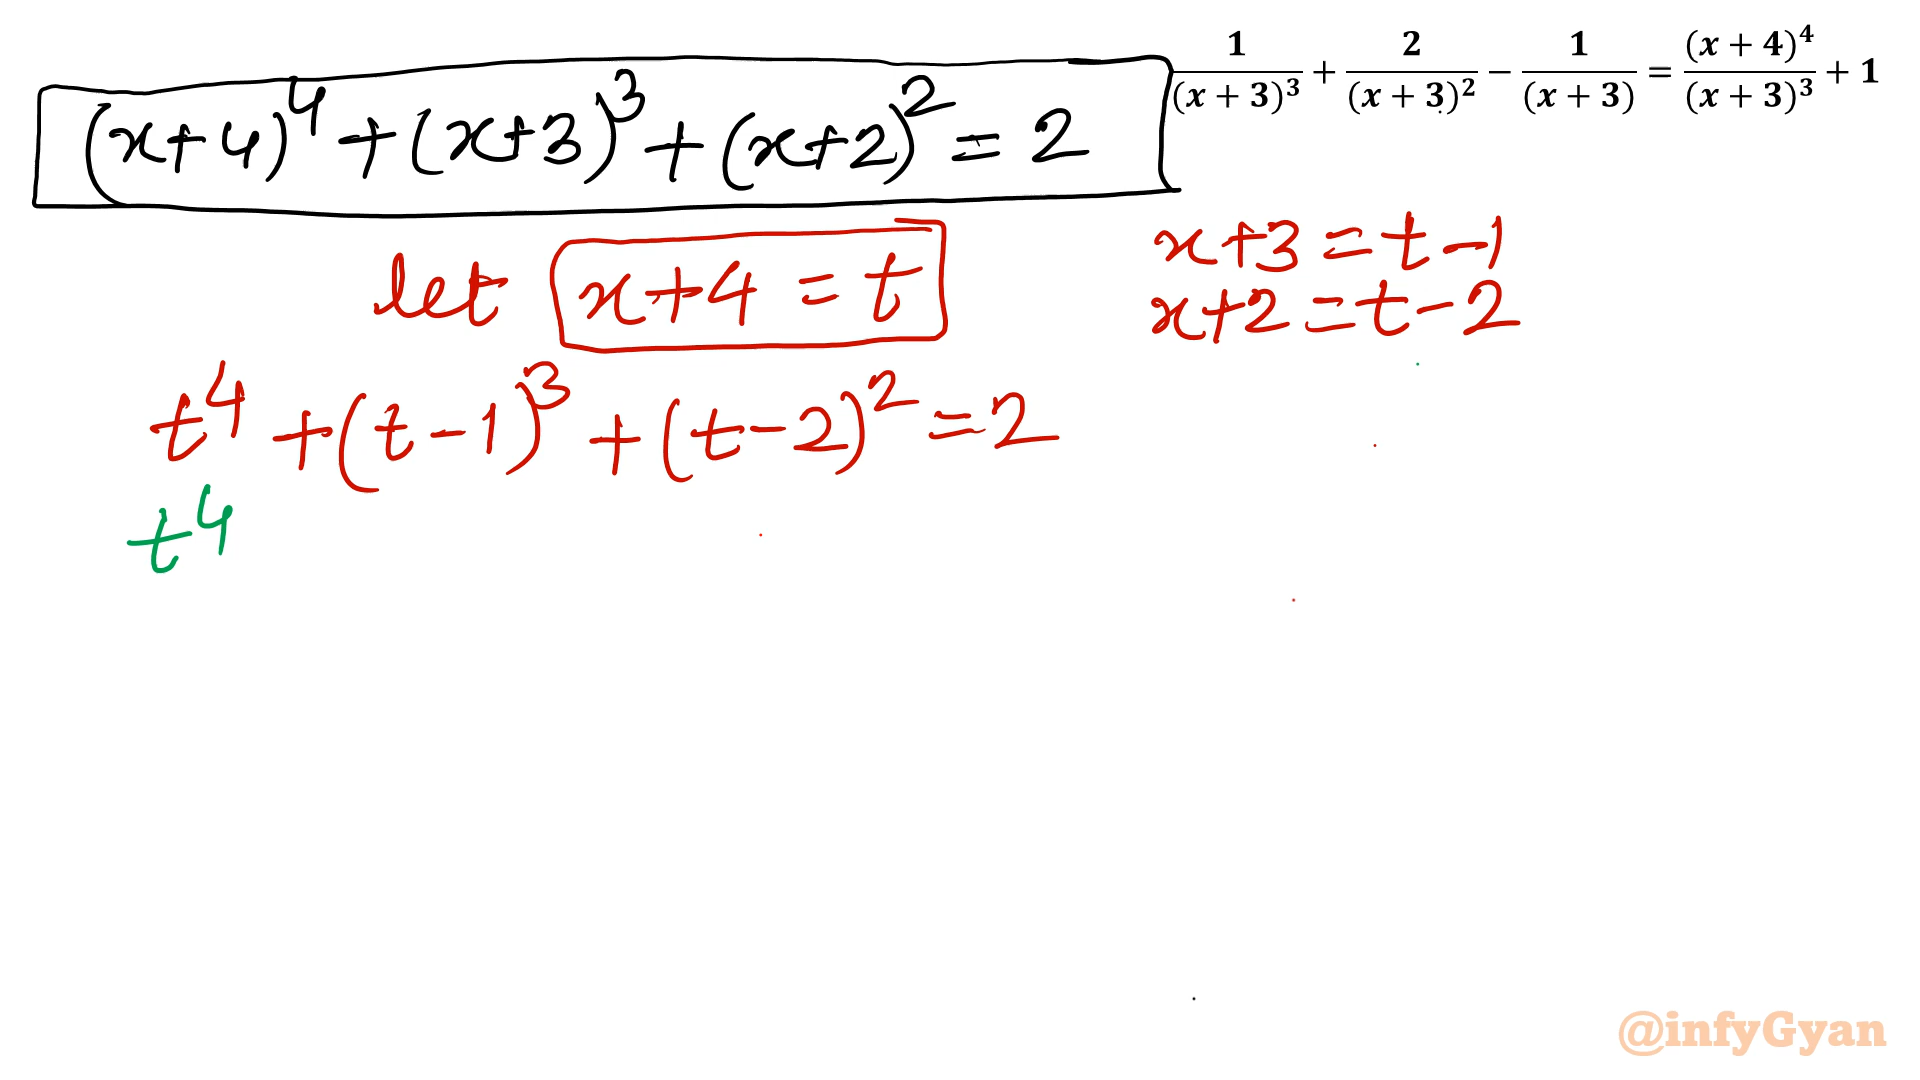 1/(x + 3)³ + 2/(x + 3)² − 1/(x + 3) = (x + 4)⁴/(x + 3)³ + 1
(x+4)⁴ + (x+3)³ + (x+2)² = 2
let x+4 = t
x+3 = t-1
x+2 = t-2
t⁴ + (t-1)³ + (t-2)² = 2
t⁴
@infyGyan